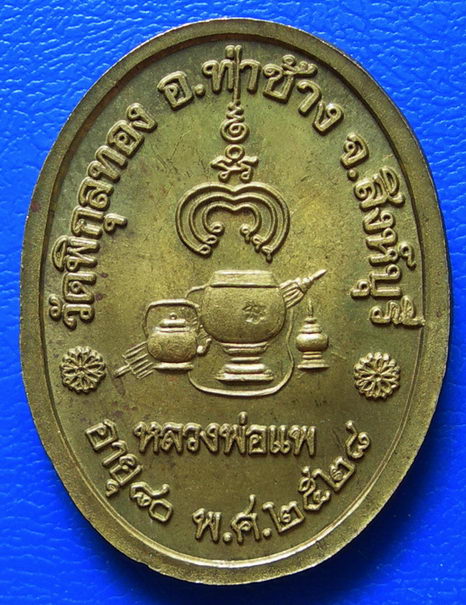 วัดพิกุลทอง อ.ท่าช้าง จ.สิงห์บุรี
หลวงพ่อแพ
อายุ๘๐ พ.ศ.๒๕๒๘